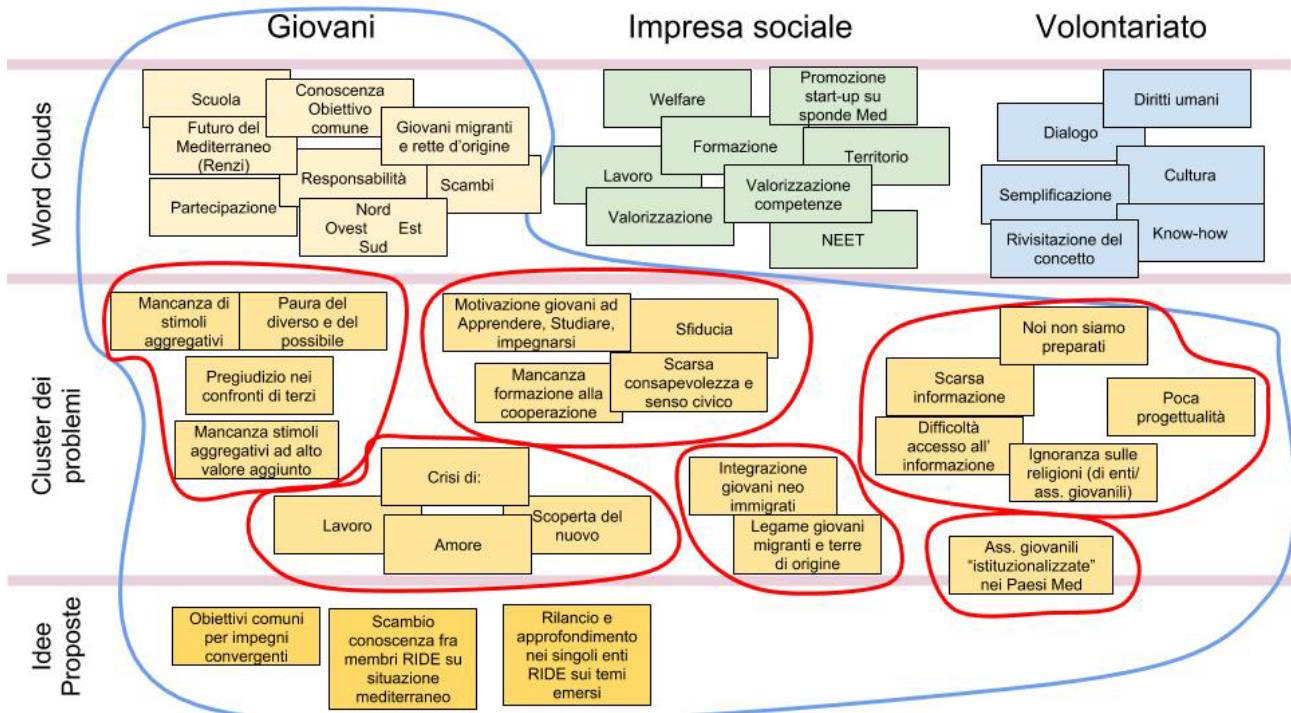 Giovani
Impresa sociale
Volontariato
Word Clouds
Scuola
Conoscenza
Obiettivo
comune
Futuro del
Mediterraneo
(Renzi)
Giovani migranti
e rette d'origine
Responsabilità
Scambi
Partecipazione
Nord
Ovest Est
Sud
Welfare
Promozione
start-up su
sponde Med
Formazione
Territorio
Lavoro
Valorizzazione
competenze
Valorizzazione
NEET
Diritti umani
Dialogo
Cultura
Semplificazione
Know-how
Rivisitazione del
concetto
Cluster dei
problemi
Mancanza di
stimoli
aggregativi
Paura del
diverso e del
possibile
Pregiudizio nei
confronti di terzi
Mancanza stimoli
aggregativi ad alto
valore aggiunto
Motivazione giovani ad
Apprendere, Studiare,
impegnarsi
Sfiducia
Mancanza
formazione alla
cooperazione
Scarsa
consapevolezza e
senso civico
Noi non siamo
preparati
Scarsa
informazione
Poca
progettualità
Difficoltà
accesso all'
informazione
Ignoranza sulle
religioni (di enti/
ass. giovanili)
Crisi di:
Lavoro
Amore
Scoperta del
nuovo
Integrazione
giovani neo
immigrati
Legame giovani
migranti e terre
di origine
Ass. giovanili
"istituzionalizzate"
nei Paesi Med
Idee
Proposte
Obiettivi comuni
per impegni
convergenti
Scambio
conoscenza fra
membri RIDE su
situazione
mediterraneo
Rilancio e
approfondimento
nei singoli enti
RIDE sui temi
emersi